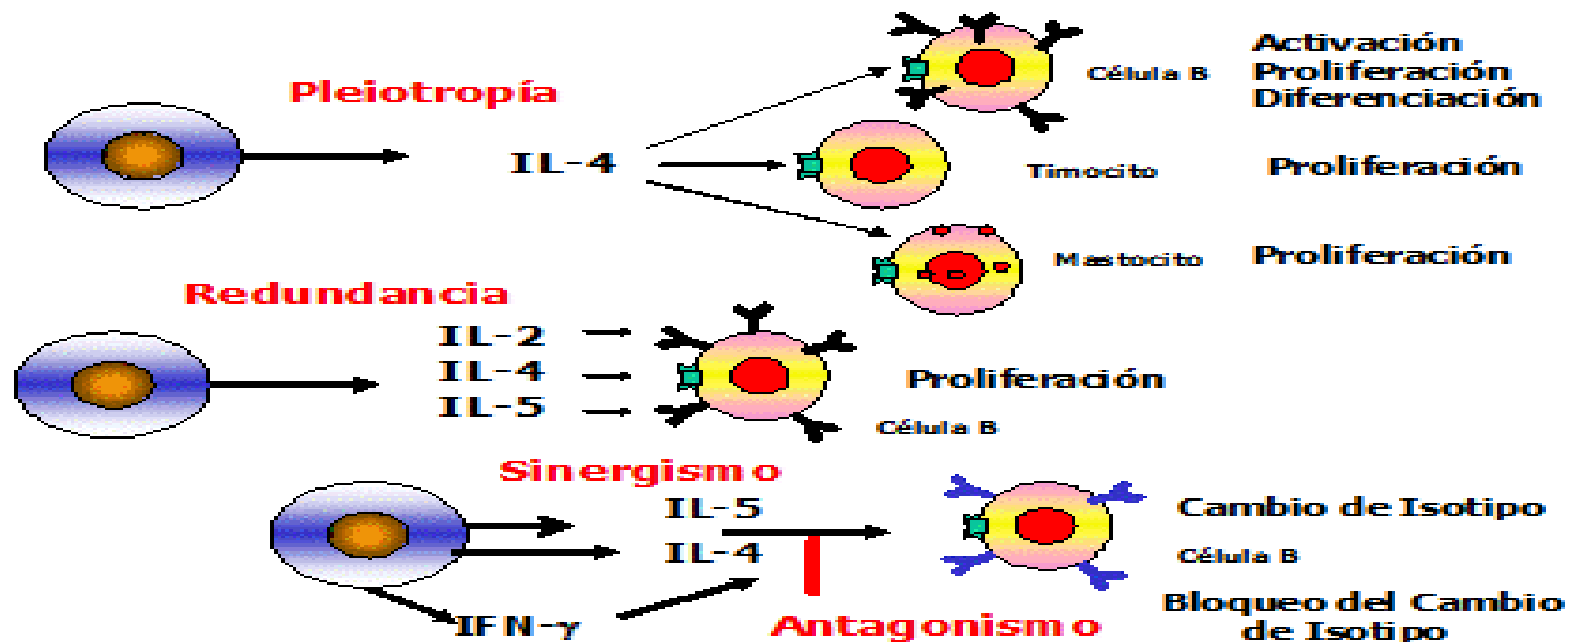 Pleiotropía
IL-4
Célula B
Activación
Proliferación
Diferenciación
Timocito
Proliferación
Mastocito
Proliferación
Redundancia
IL-2
IL-4
IL-5
Proliferación
Célula B
Sinergismo
IL-5
IL-4
IFN-γ
Cambio de Isotipo
Célula B
Antagonismo
Bloqueo del Cambio
de Isotipo